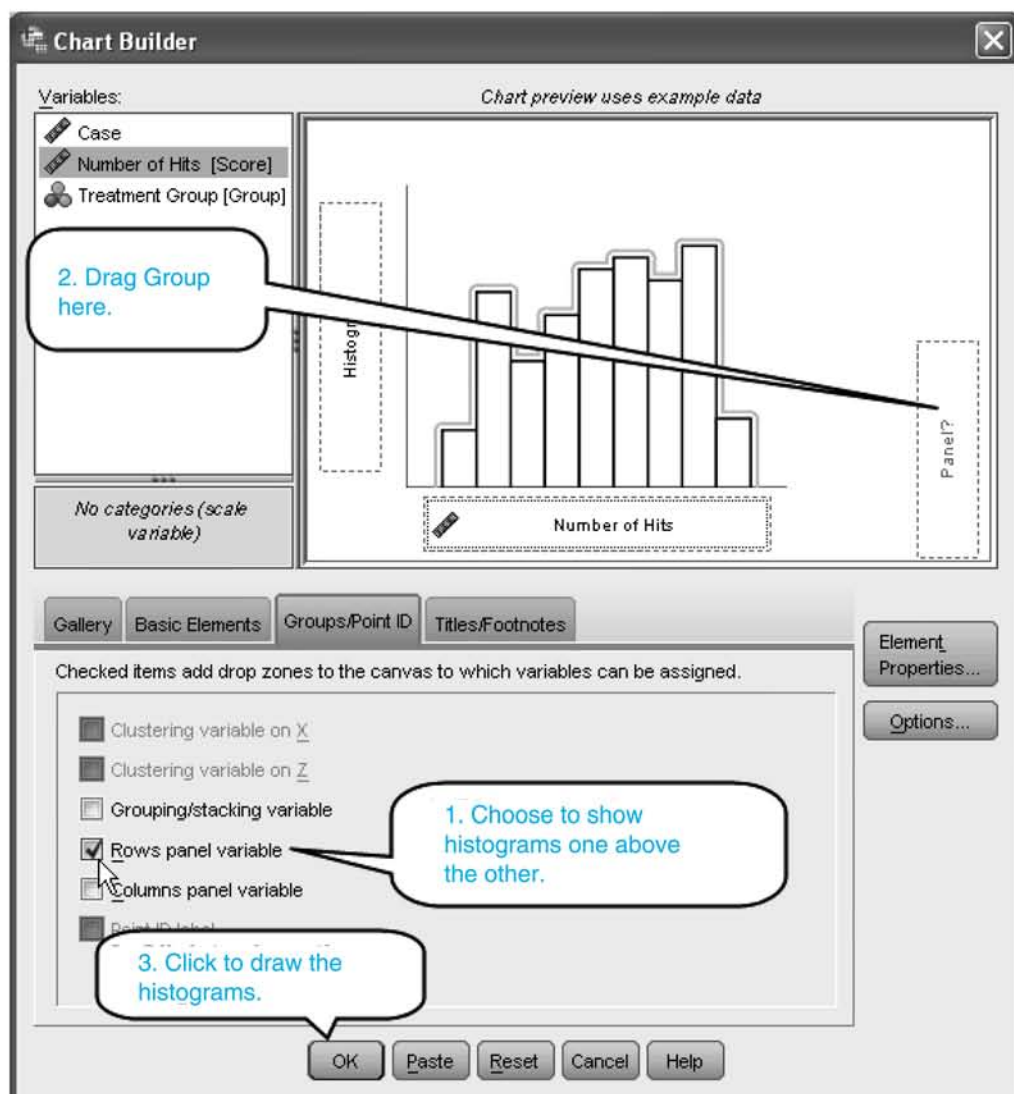 Chart Builder
Variables:
Chart preview uses example data
Case
Number of Hits [Score]
Treatment Group [Group]
2. Drag Group
here.
Panel?
Number of Hits
No categories (scale
variable)
Gallery
Basic Elements
Groups/Point ID
Titles/Footnotes
Element
Properties...
Options...
Checked items add drop zones to the canvas to which variables can be assigned.
Clustering variable on X
Clustering variable on Z
Grouping/stacking variable
Rows panel variable
Columns panel variable
1. Choose to show
histograms one above
the other.
3. Click to draw the
histograms.
OK
Paste
Reset
Cancel
Help